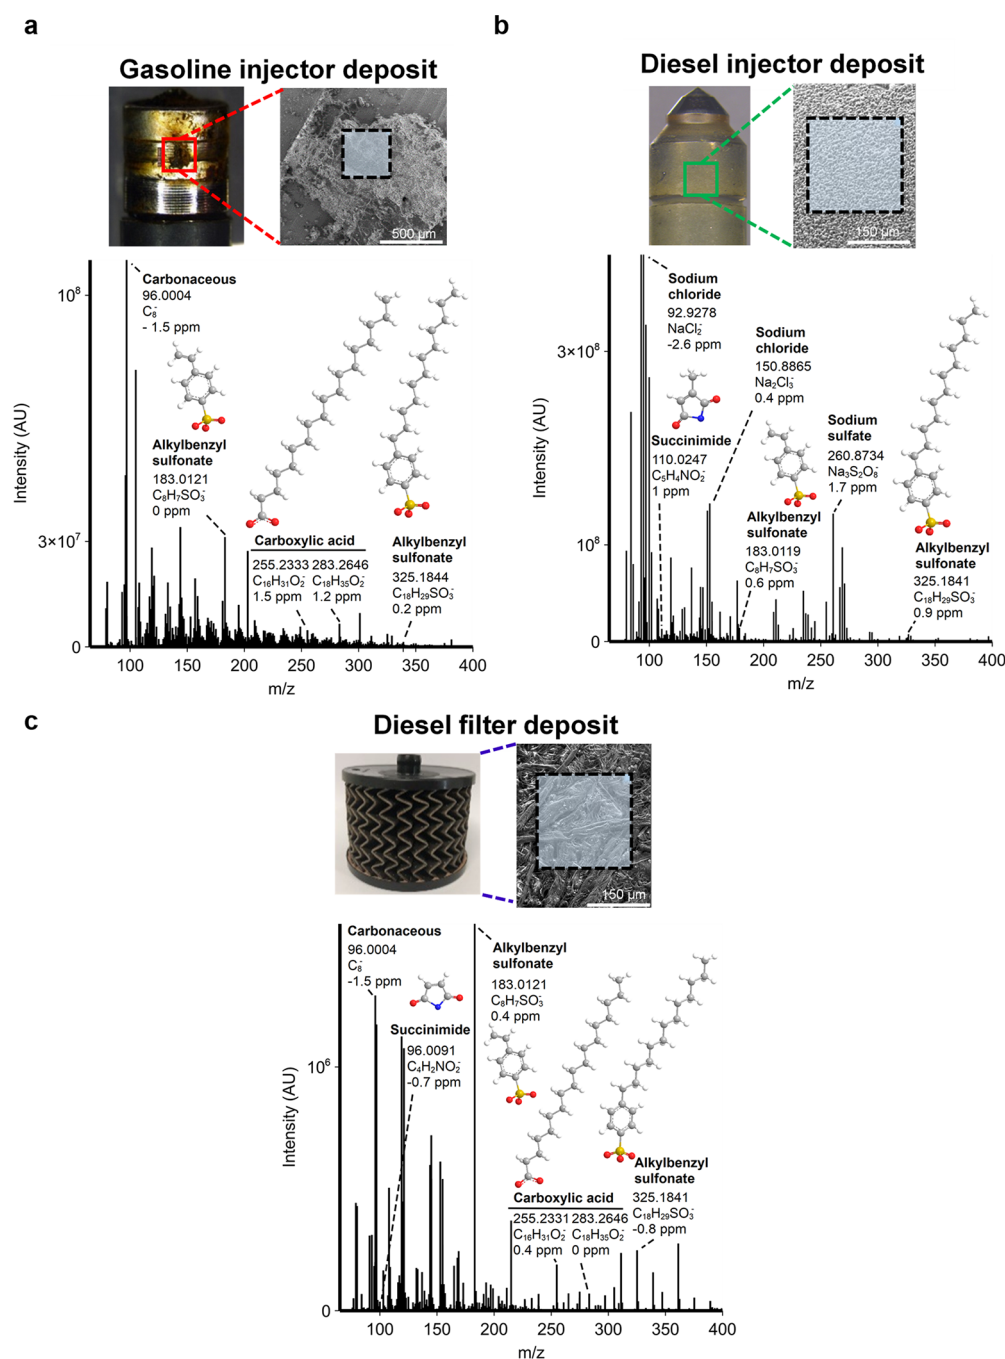 a
Gasoline injector deposit
500 µm
10⁸
3×10⁷
0
Intensity (AU)
Carbonaceous
96.0004
C₈⁻
- 1.5 ppm
Alkylbenzyl
sulfonate
183.0121
C₈H₇SO₃⁻
0 ppm
Carboxylic acid
255.2333 283.2646
C₁₆H₃₁O₂⁻ C₁₈H₃₅O₂⁻
1.5 ppm 1.2 ppm
Alkylbenzyl
sulfonate
325.1844
C₁₈H₂₉SO₃⁻
0.2 ppm
100 150 200 250 300 350 400
m/z
b
Diesel injector deposit
150 µm
3×10⁸
10⁸
0
Intensity (AU)
Sodium
chloride
92.9278
NaCl₂⁻
-2.6 ppm
Succinimide
110.0247
C₅H₄NO₂⁻
1 ppm
Sodium
chloride
150.8865
Na₂Cl₃⁻
0.4 ppm
Alkylbenzyl
sulfonate
183.0119
C₈H₇SO₃⁻
0.6 ppm
Sodium
sulfate
260.8734
Na₃S₂O₈⁻
1.7 ppm
Alkylbenzyl
sulfonate
325.1841
C₁₈H₂₉SO₃⁻
0.9 ppm
100 150 200 250 300 350 400
m/z
c
Diesel filter deposit
150 µm
10⁶
0
Intensity (AU)
Carbonaceous
96.0004
C₈⁻
-1.5 ppm
Succinimide
96.0091
C₄H₂NO₂⁻
-0.7 ppm
Alkylbenzyl
sulfonate
183.0121
C₈H₇SO₃⁻
0.4 ppm
Carboxylic acid
255.2331 283.2646
C₁₆H₃₁O₂⁻ C₁₈H₃₅O₂⁻
0.4 ppm 0 ppm
Alkylbenzyl
sulfonate
325.1841
C₁₈H₂₉SO₃⁻
-0.8 ppm
100 150 200 250 300 350 400
m/z